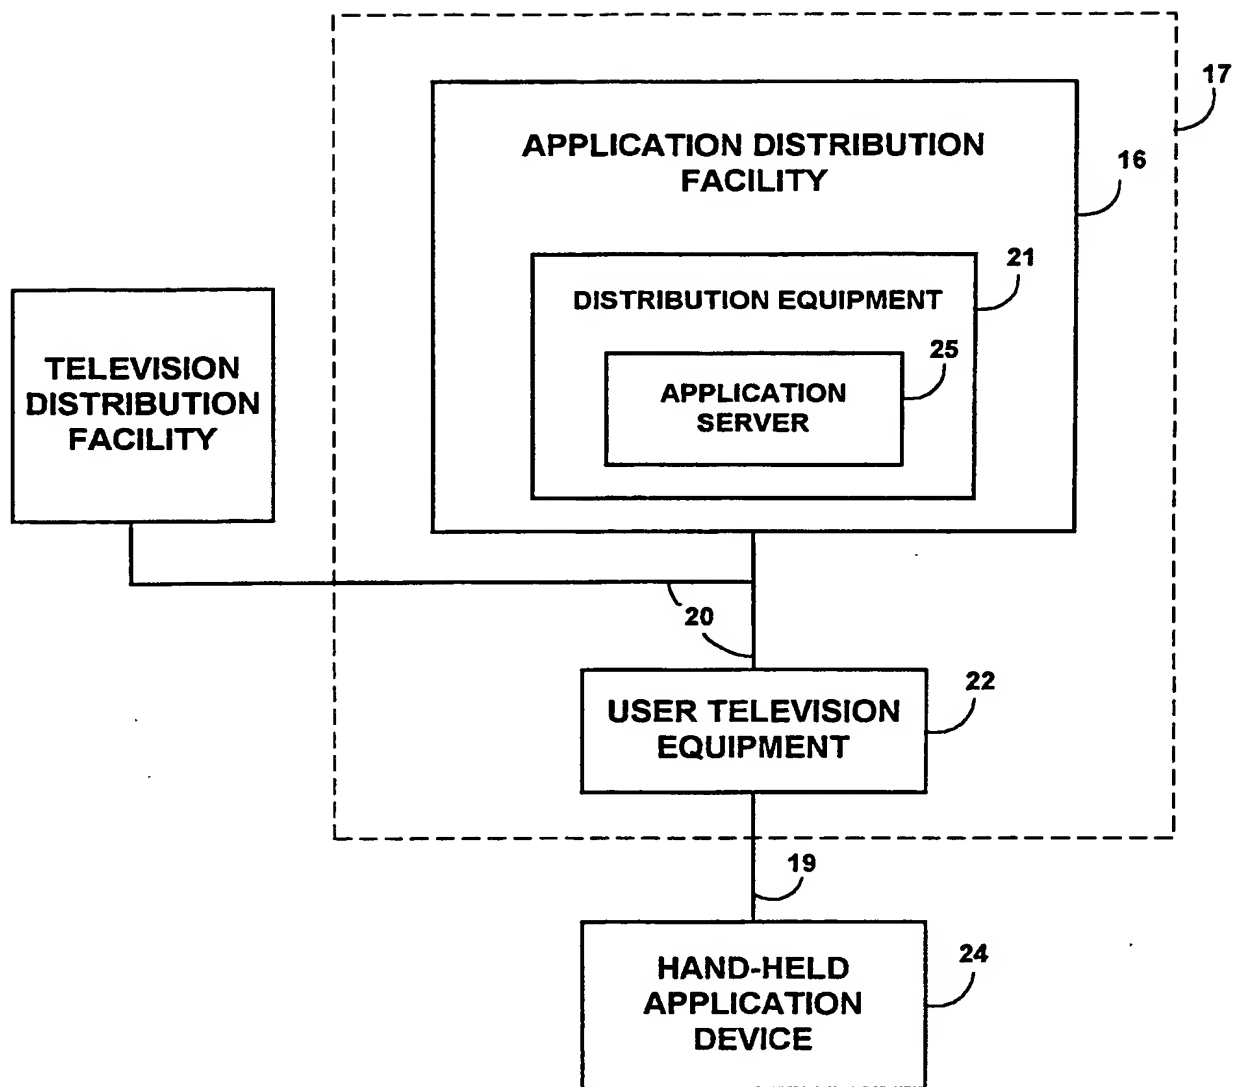 17
APPLICATION DISTRIBUTION
FACILITY
16
21
DISTRIBUTION EQUIPMENT
25
APPLICATION
SERVER
TELEVISION
DISTRIBUTION
FACILITY
20
22
USER TELEVISION
EQUIPMENT
19
24
HAND-HELD
APPLICATION
DEVICE